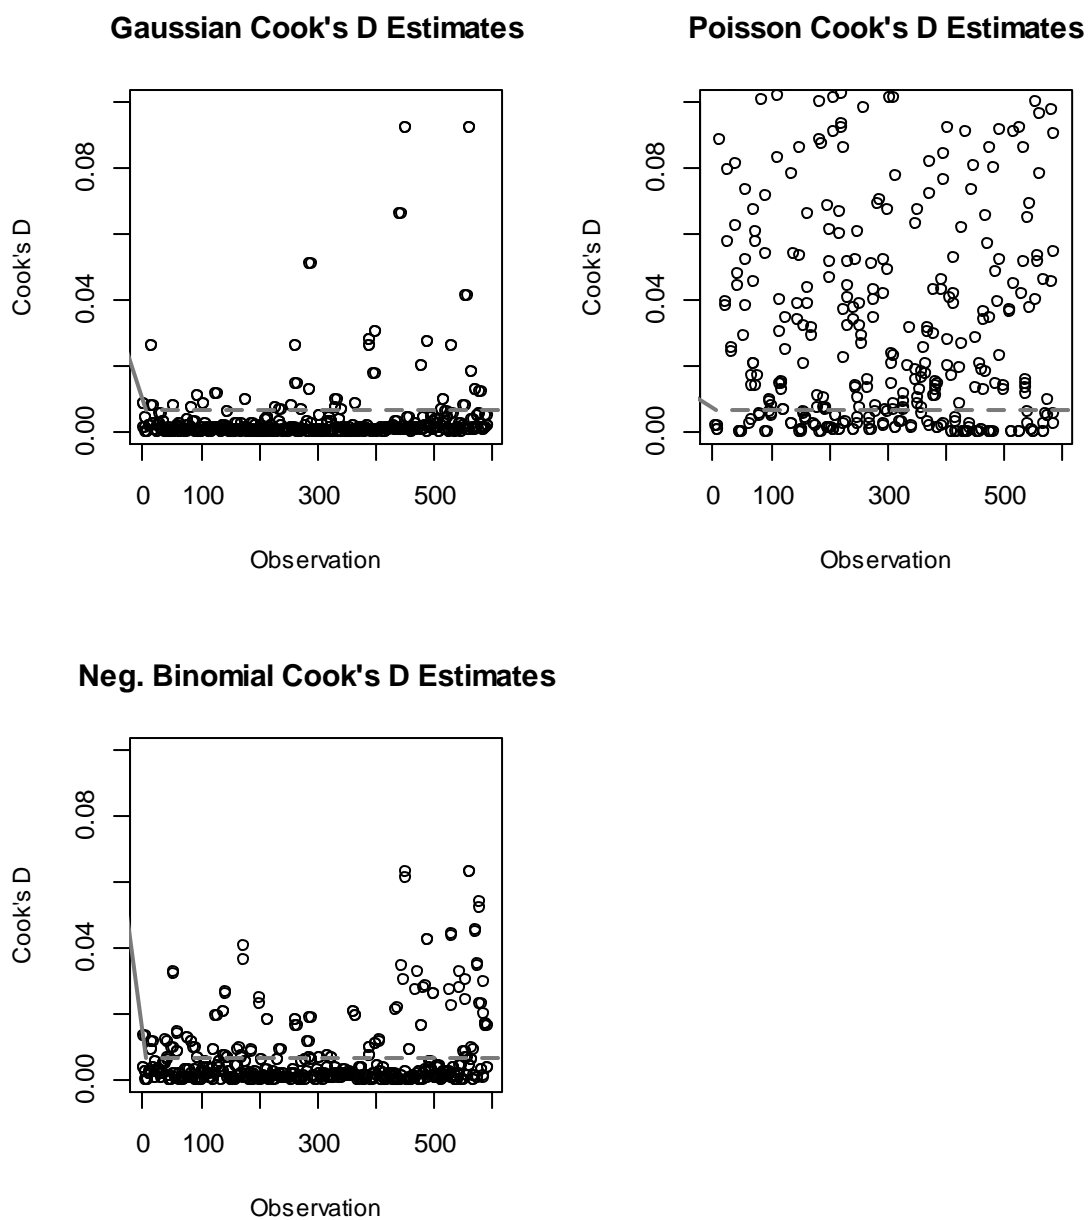 Gaussian Cook's D Estimates
Cook's D
0.00 0.04 0.08
0 100 300 500
Observation
Poisson Cook's D Estimates
Cook's D
0.00 0.04 0.08
0 100 300 500
Observation
Neg. Binomial Cook's D Estimates
Cook's D
0.00 0.04 0.08
0 100 300 500
Observation